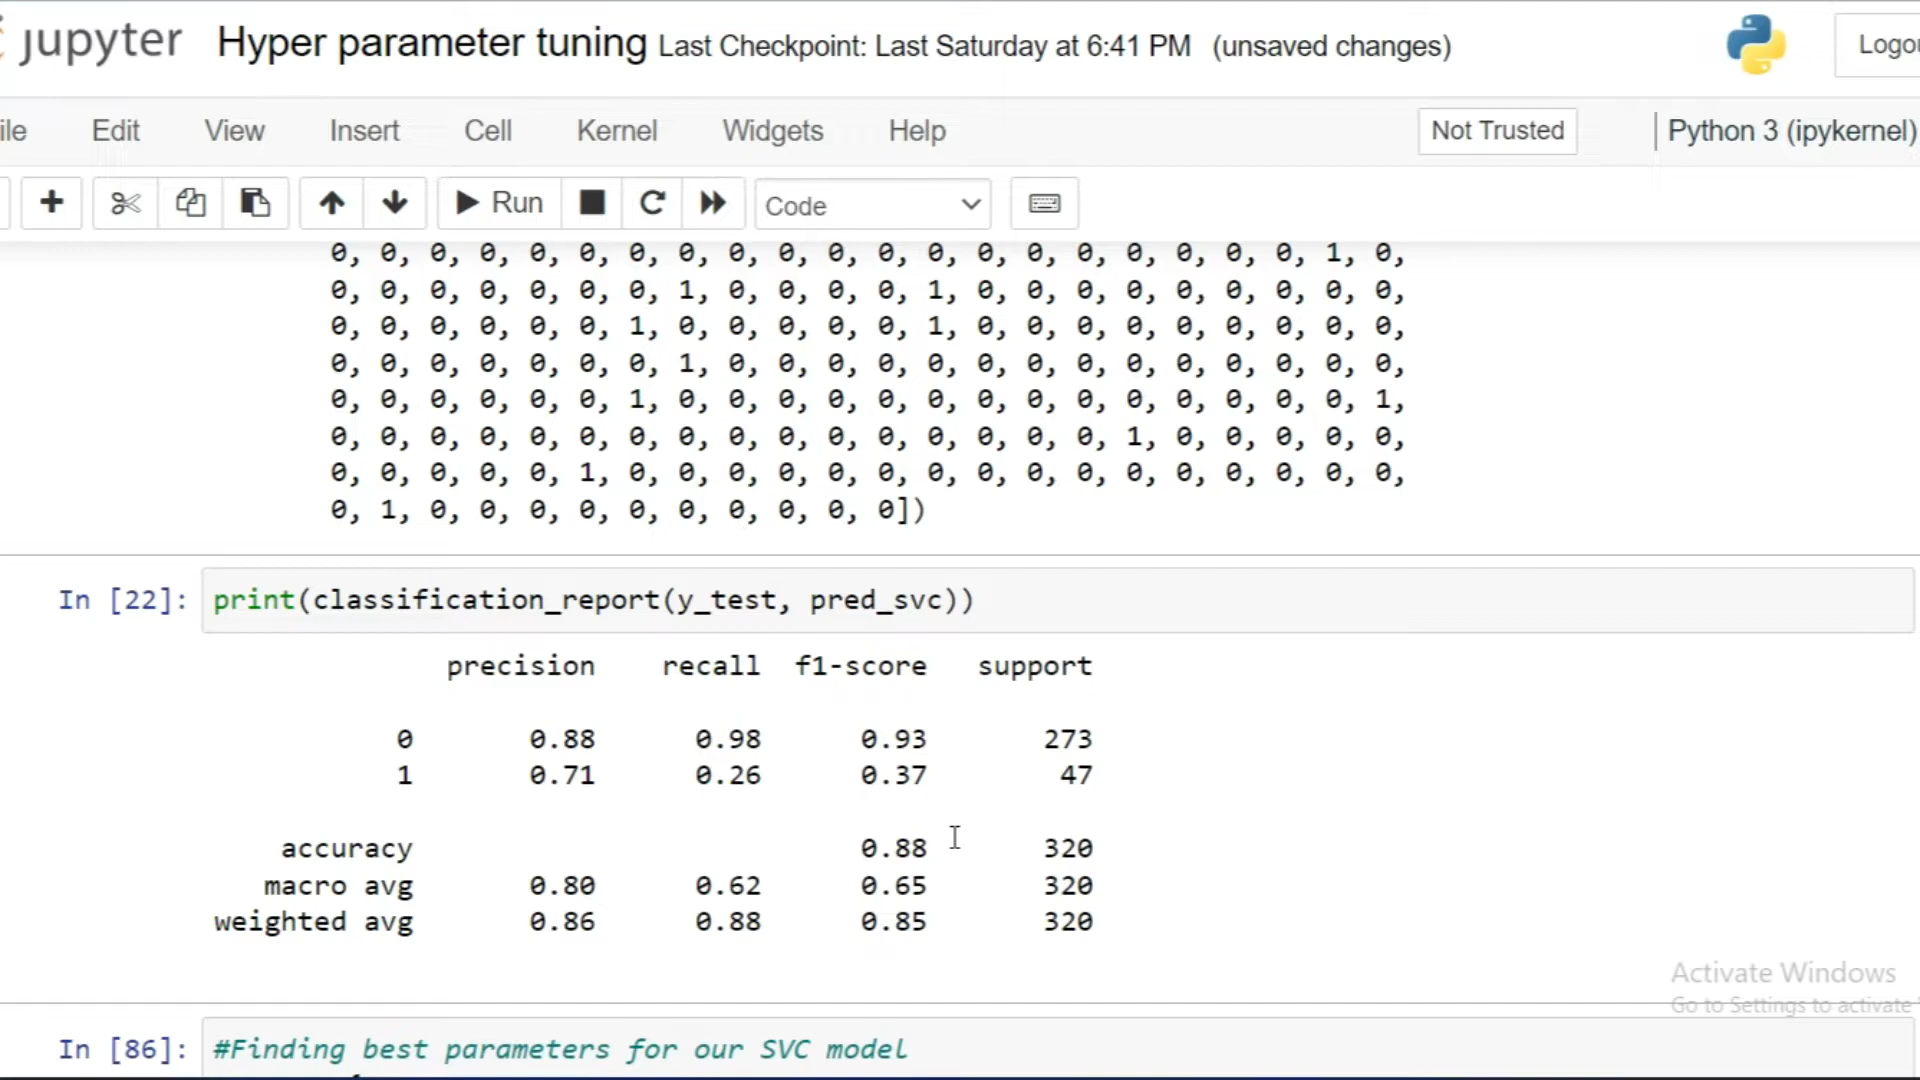 jupyter Hyper parameter tuning Last Checkpoint: Last Saturday at 6:41 PM (unsaved changes) Logou
ile Edit View Insert Cell Kernel Widgets Help Not Trusted Python 3 (ipykernel)
Run Code
0, 0, 0, 0, 0, 0, 0, 0, 0, 0, 0, 0, 0, 0, 0, 0, 0, 0, 0, 0, 1, 0,
0, 0, 0, 0, 0, 0, 0, 1, 0, 0, 0, 0, 1, 0, 0, 0, 0, 0, 0, 0, 0, 0,
0, 0, 0, 0, 0, 0, 1, 0, 0, 0, 0, 0, 1, 0, 0, 0, 0, 0, 0, 0, 0, 0,
0, 0, 0, 0, 0, 0, 0, 1, 0, 0, 0, 0, 0, 0, 0, 0, 0, 0, 0, 0, 0, 0,
0, 0, 0, 0, 0, 0, 1, 0, 0, 0, 0, 0, 0, 0, 0, 0, 0, 0, 0, 0, 0, 1,
0, 0, 0, 0, 0, 0, 0, 0, 0, 0, 0, 0, 0, 0, 0, 0, 1, 0, 0, 0, 0, 0,
0, 0, 0, 0, 0, 1, 0, 0, 0, 0, 0, 0, 0, 0, 0, 0, 0, 0, 0, 0, 0, 0,
0, 1, 0, 0, 0, 0, 0, 0, 0, 0, 0, 0])
In [22]: print(classification_report(y_test, pred_svc))
precision recall f1-score support
0 0.88 0.98 0.93 273
1 0.71 0.26 0.37 47
accuracy 0.88 320
macro avg 0.80 0.62 0.65 320
weighted avg 0.86 0.88 0.85 320
Activate Windows
Go to Settings to activate
In [86]: #Finding best parameters for our SVC model